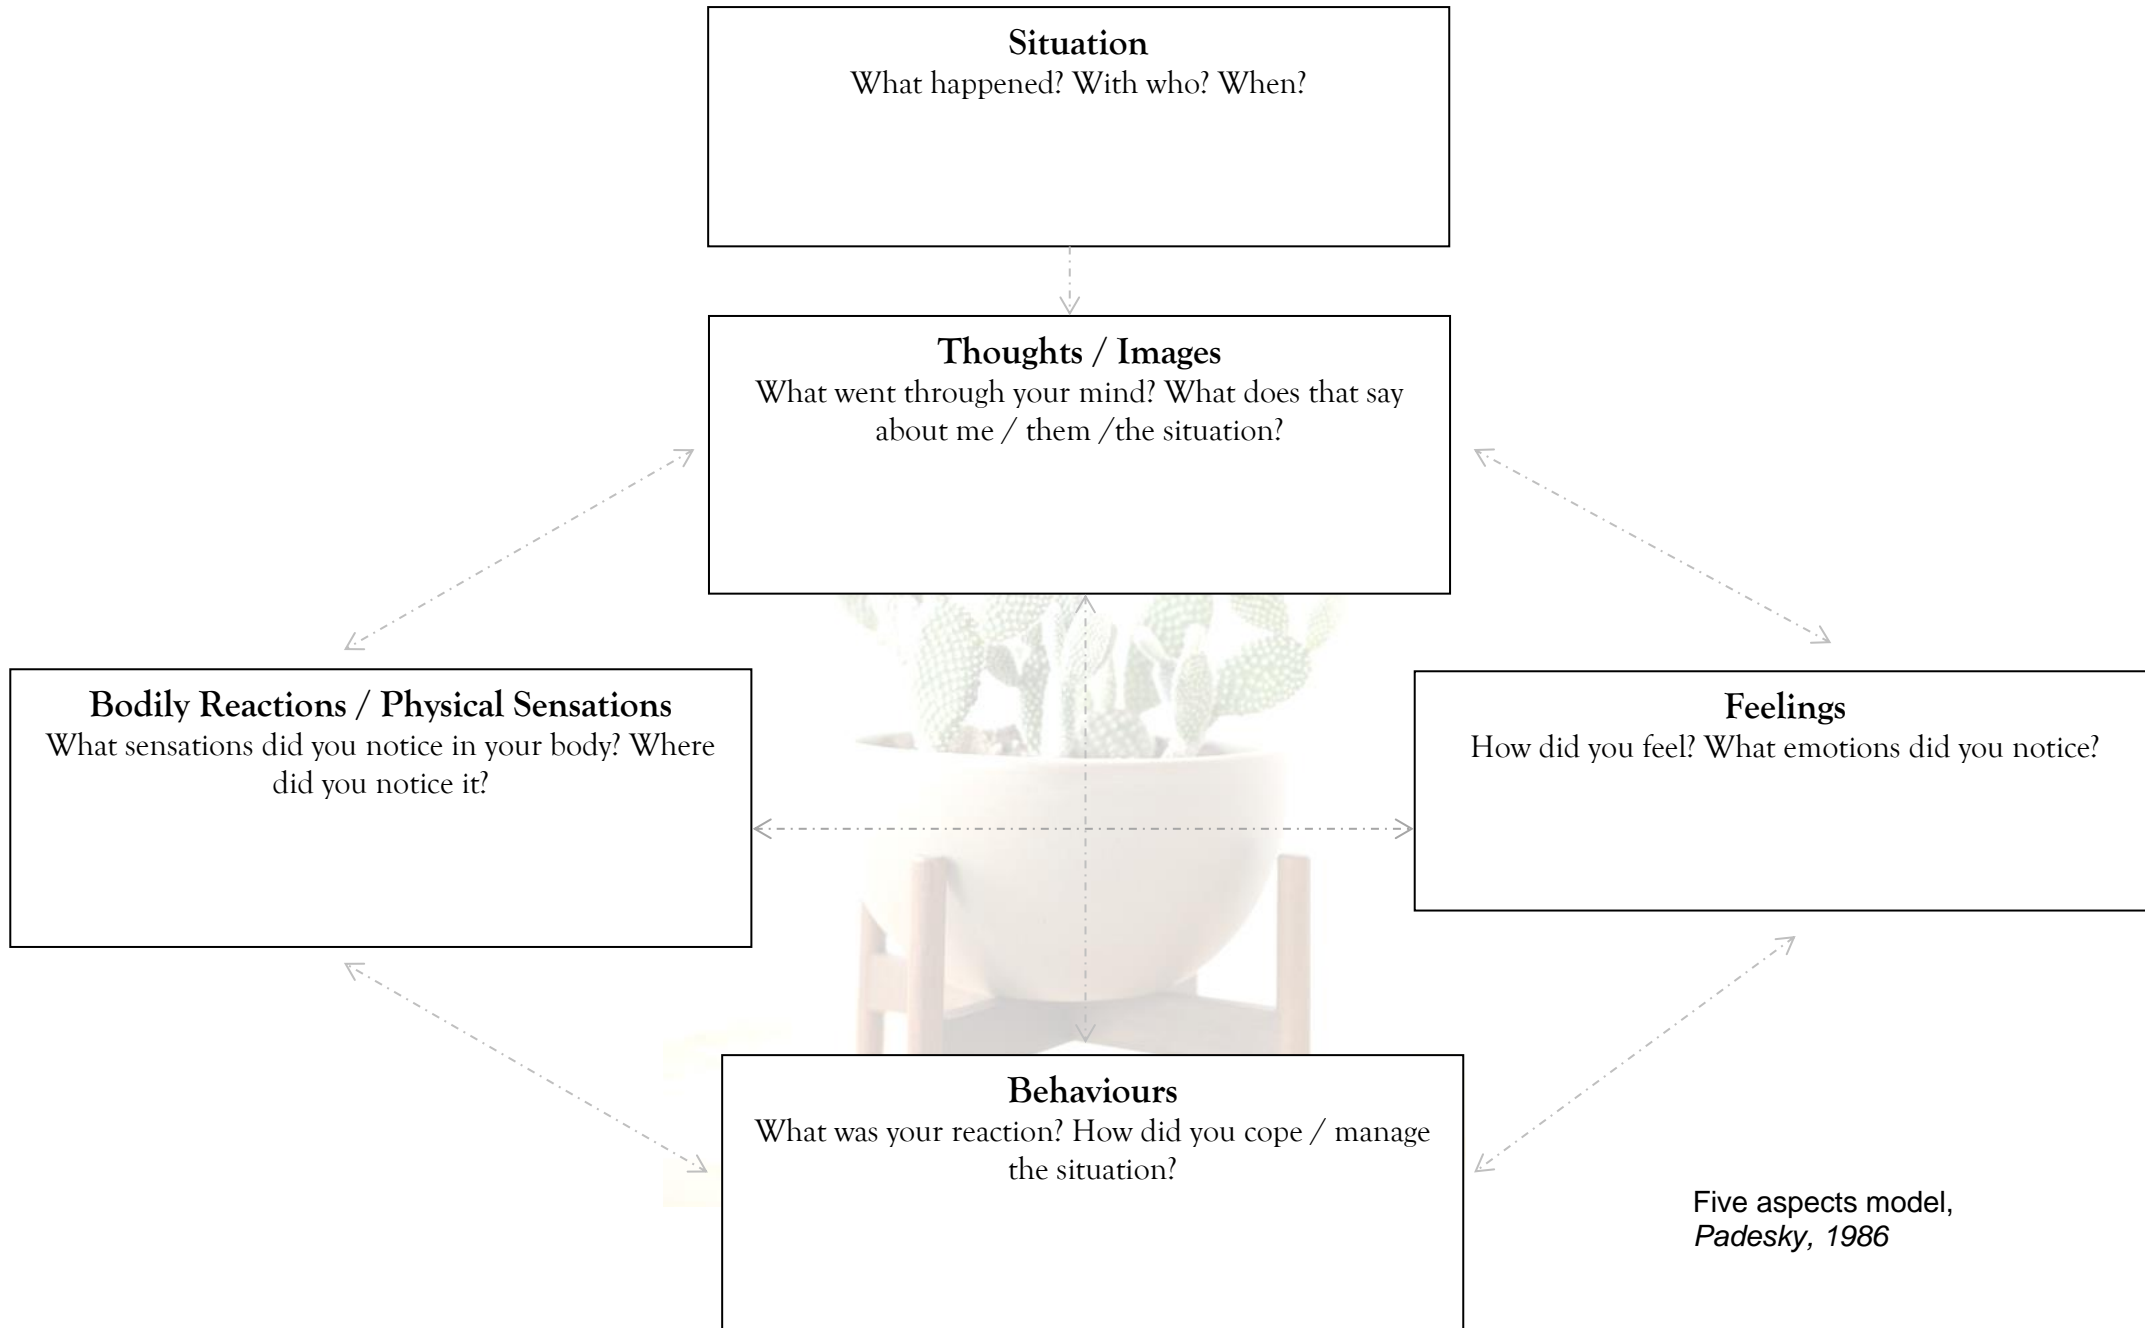 Situation
What happened? With who? When?
Thoughts / Images
What went through your mind? What does that say
about me / them /the situation?
Bodily Reactions / Physical Sensations
What sensations did you notice in your body? Where
did you notice it?
Feelings
How did you feel? What emotions did you notice?
Behaviours
What was your reaction? How did you cope / manage
the situation?
Five aspects model,
Padesky, 1986